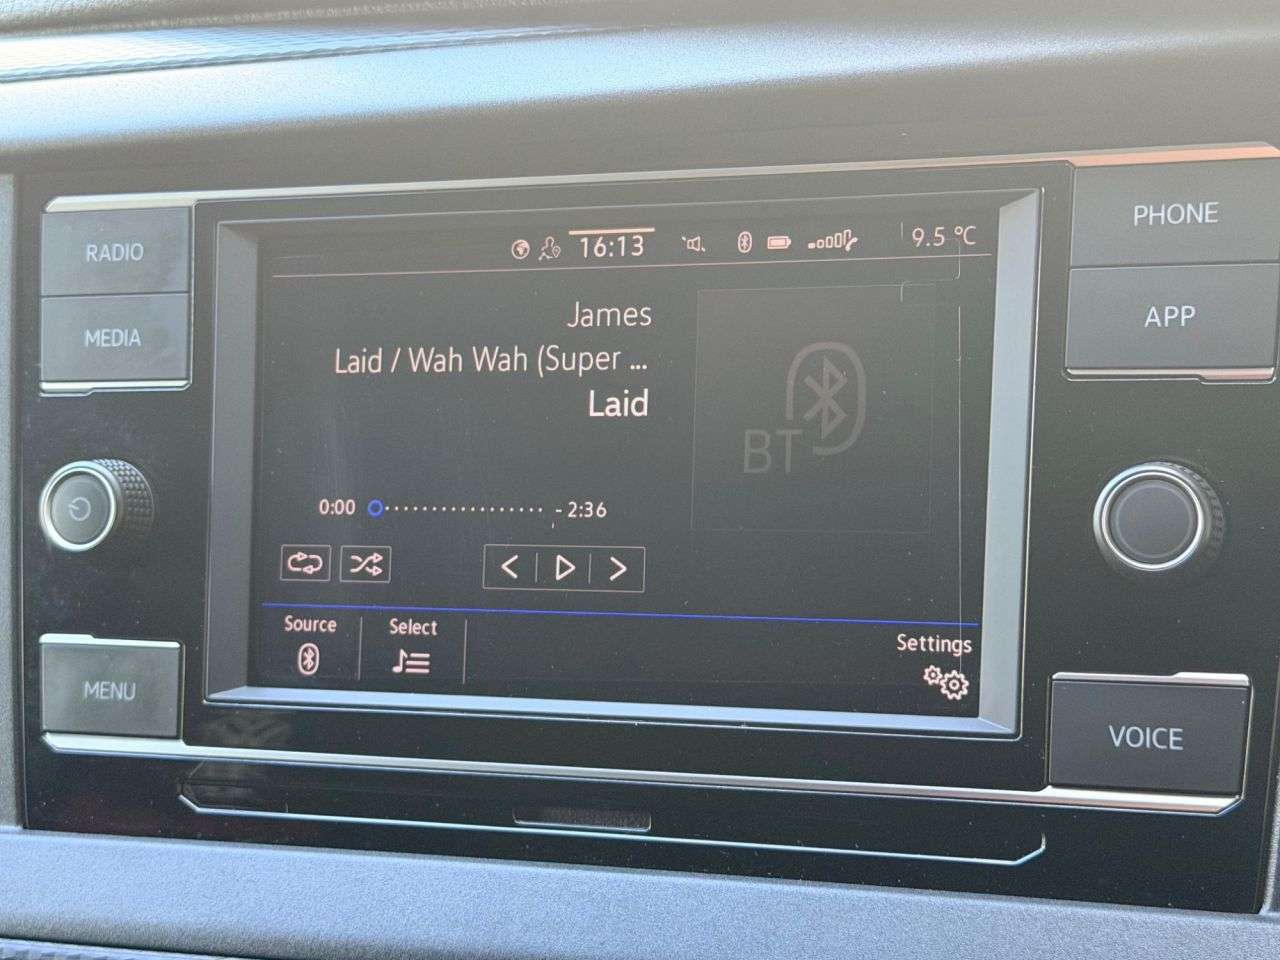 RADIO
MEDIA
MENU
16:13
9.5 °C
James
Laid / Wah Wah (Super ...
Laid
BT
0:00
- 2:36
Source
Select
Settings
PHONE
APP
VOICE